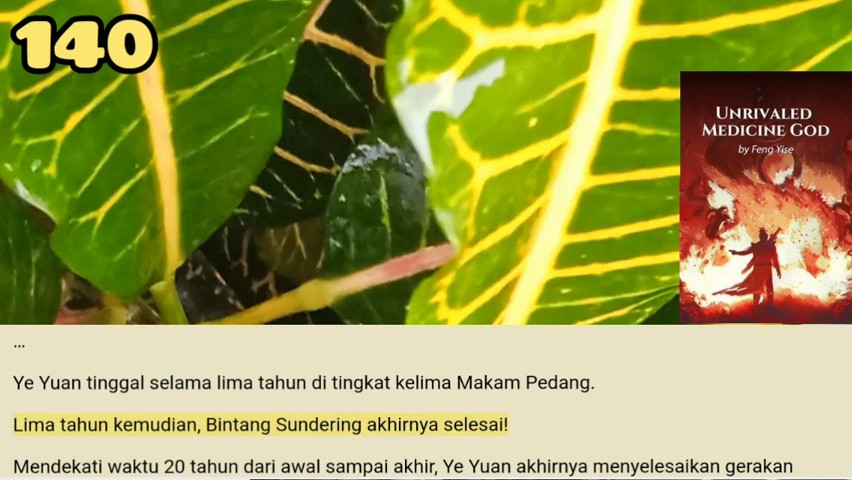 140
UNRIVALED
MEDICINE GOD
by Feng Yise
...
Ye Yuan tinggal selama lima tahun di tingkat kelima Makam Pedang.
Lima tahun kemudian, Bintang Sundering akhirnya selesai!
Mendekati waktu 20 tahun dari awal sampai akhir, Ye Yuan akhirnya menyelesaikan gerakan